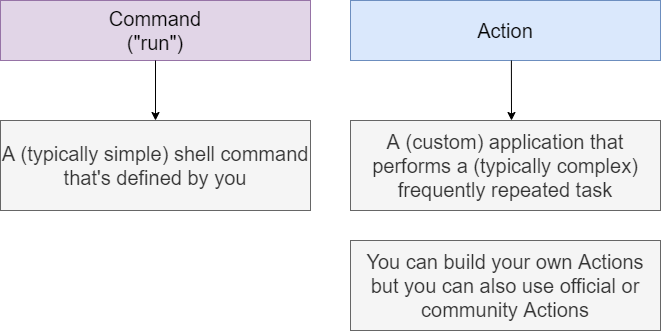 Command
("run")
Action
A (typically simple) shell command
that's defined by you
A (custom) application that
performs a (typically complex)
frequently repeated task
You can build your own Actions
but you can also use official or
community Actions